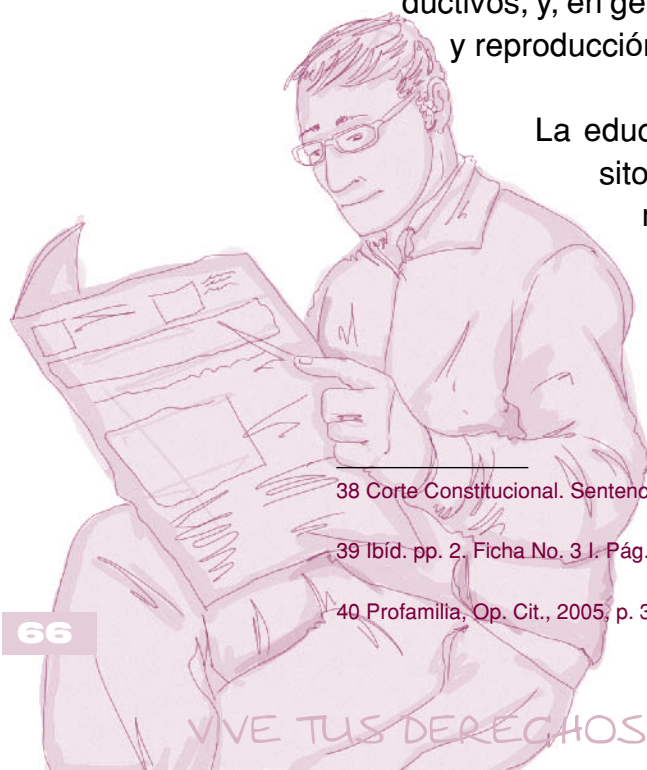 ductivos, y, en ge
y reproducción
La educ
sito
38 Corte Constitucional. Sentenc
39 Ibíd. pp. 2. Ficha No. 3 I. Pág.
40 Profamilia, Op. Cit., 2005, p. 3
66
VIVE TUS DERECHOS